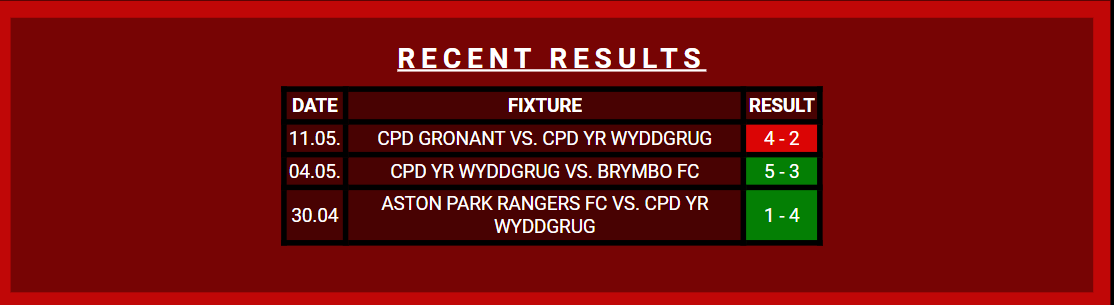 RECENT RESULTS
DATE FIXTURE RESULT
11.05. CPD GRONANT VS. CPD YR WYDDGRUG 4 - 2
04.05. CPD YR WYDDGRUG VS. BRYMBO FC 5 - 3
30.04 ASTON PARK RANGERS FC VS. CPD YR
WYDDGRUG 1 - 4